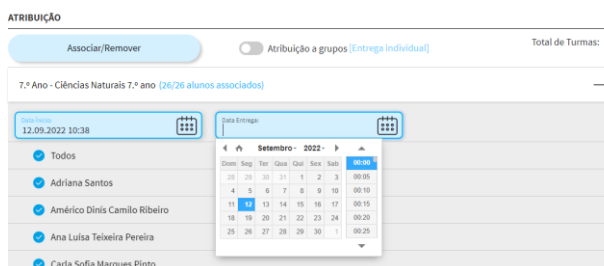 ATRIBUIÇÃO
Associar/Remover
Atribuição a grupos [Entrega individual]
Total de Turmas:
7.º Ano - Ciências Naturais 7.º ano (26/26 alunos associados)
Data Início:
12.09.2022 10:38
Data Entrega:
Setembro 2022
Dom Seg Ter Qua Qui Sex Sab
28 29 30 31 1 2 3
4 5 6 7 8 9 10
11 12 13 14 15 16 17
18 19 20 21 22 23 24
25 26 27 28 29 30 1
00:00
00:05
00:10
00:15
00:20
00:25
Todos
Adriana Santos
Américo Dinis Camilo Ribeiro
Ana Luísa Teixeira Pereira
Carla Sofia Marques Pinto